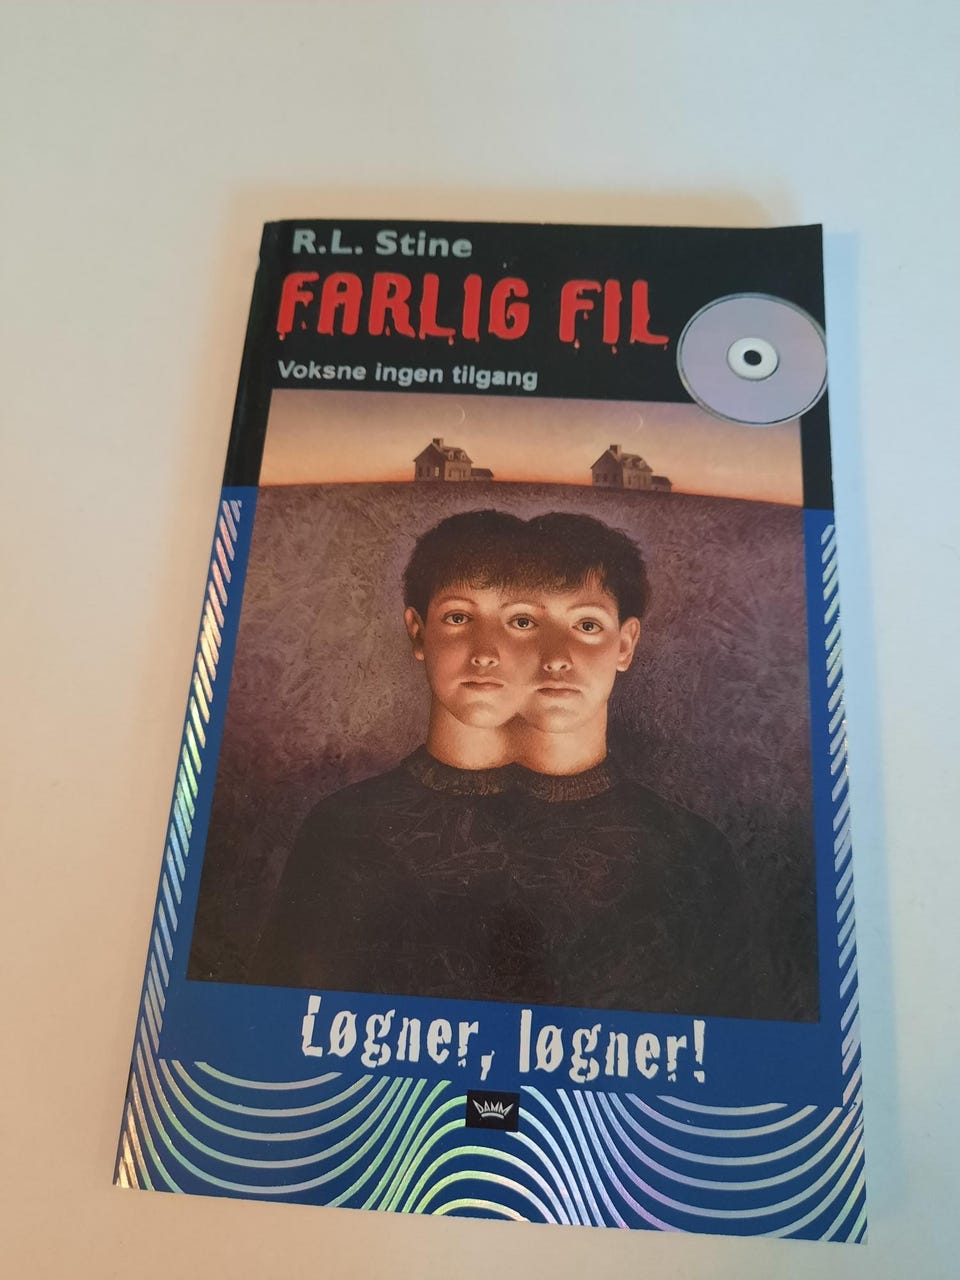 R.L. Stine
FARLIG FIL
Voksne ingen tilgang
Løgner, løgner!
DAMM